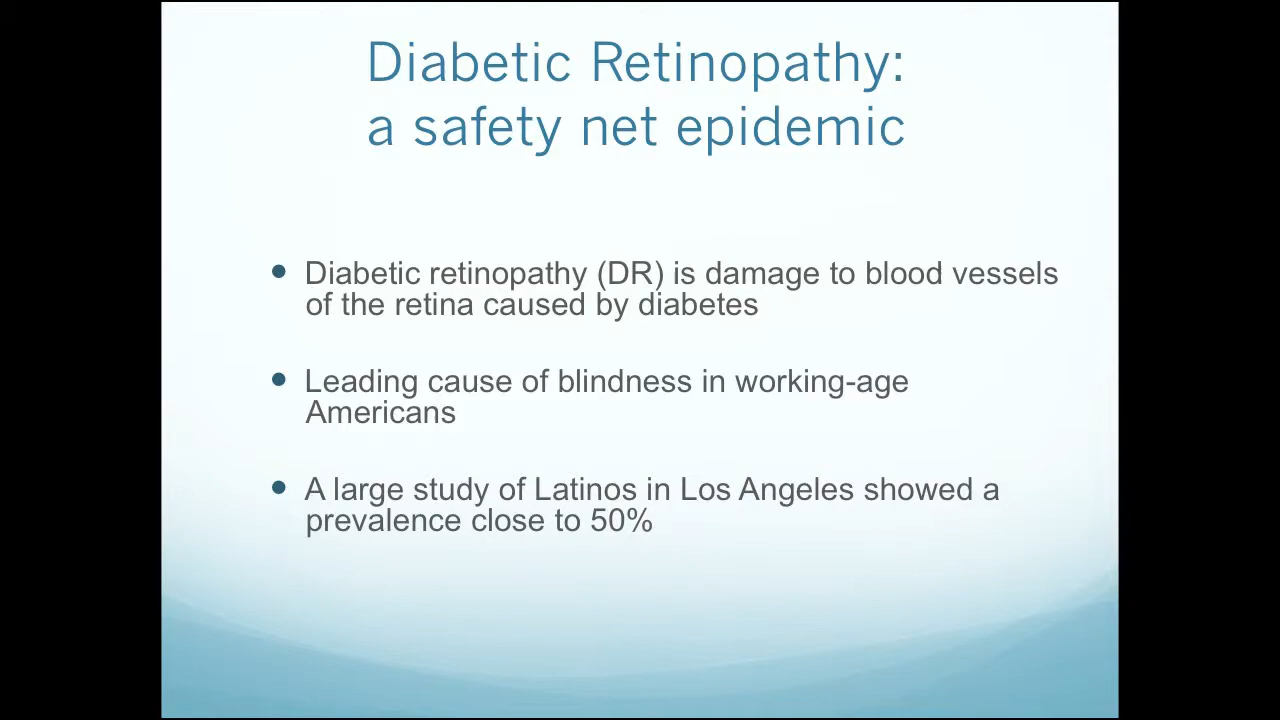 Diabetic Retinopathy:
a safety net epidemic
• Diabetic retinopathy (DR) is damage to blood vessels
of the retina caused by diabetes
• Leading cause of blindness in working-age
Americans
• A large study of Latinos in Los Angeles showed a
prevalence close to 50%